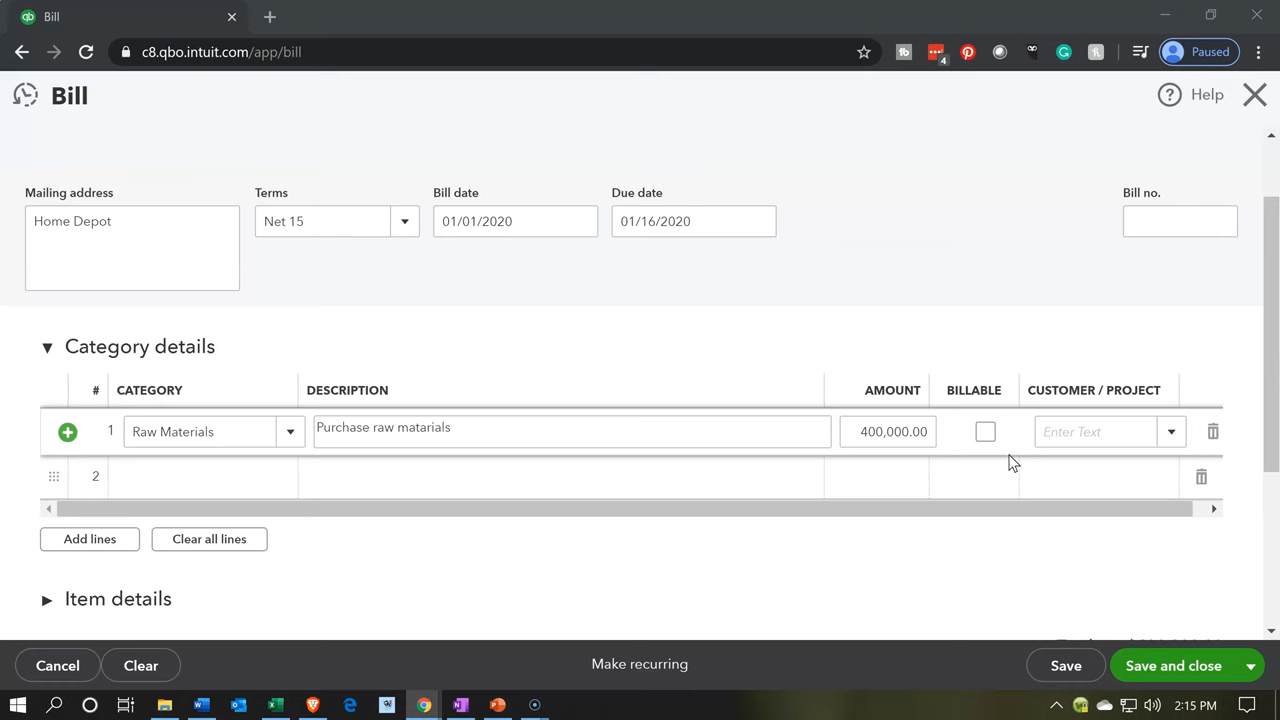 Bill
c8.qbo.intuit.com/app/bill
4
Paused
Bill
Help
Mailing address
Terms
Bill date
Due date
Bill no.
Home Depot
Net 15
01/01/2020
01/16/2020
Category details
# CATEGORY DESCRIPTION AMOUNT BILLABLE CUSTOMER / PROJECT
1 Raw Materials Purchase raw matarials 400,000.00 Enter Text
2
Add lines
Clear all lines
Item details
Cancel
Clear
Make recurring
Save
Save and close
2:15 PM